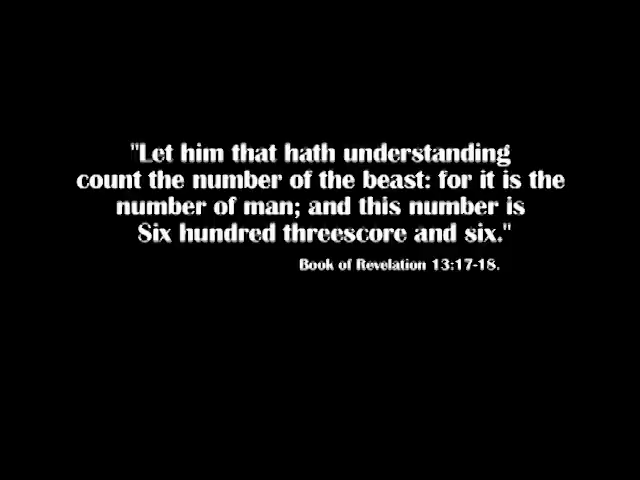 "Let him that hath understanding
count the number of the beast: for it is the
number of man; and this number is
Six hundred threescore and six."
Book of Revelation 13:17-18.